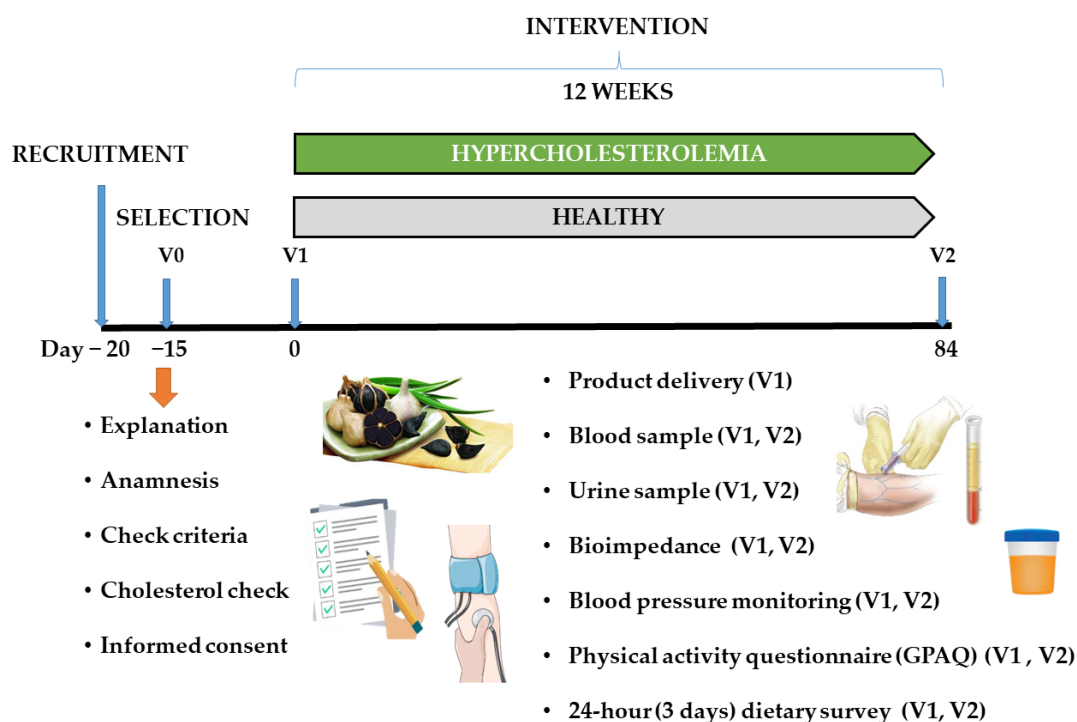 INTERVENTION
12 WEEKS
HYPERCHOLESTEROLEMIA
RECRUITMENT
HEALTHY
SELECTION
V0
V1
V2
Day − 20
−15
0
84
• Explanation
• Anamnesis
• Check criteria
• Cholesterol check
• Informed consent
• Product delivery (V1)
• Blood sample (V1, V2)
• Urine sample (V1, V2)
• Bioimpedance (V1, V2)
• Blood pressure monitoring (V1, V2)
• Physical activity questionnaire (GPAQ) (V1 , V2)
• 24-hour (3 days) dietary survey (V1, V2)